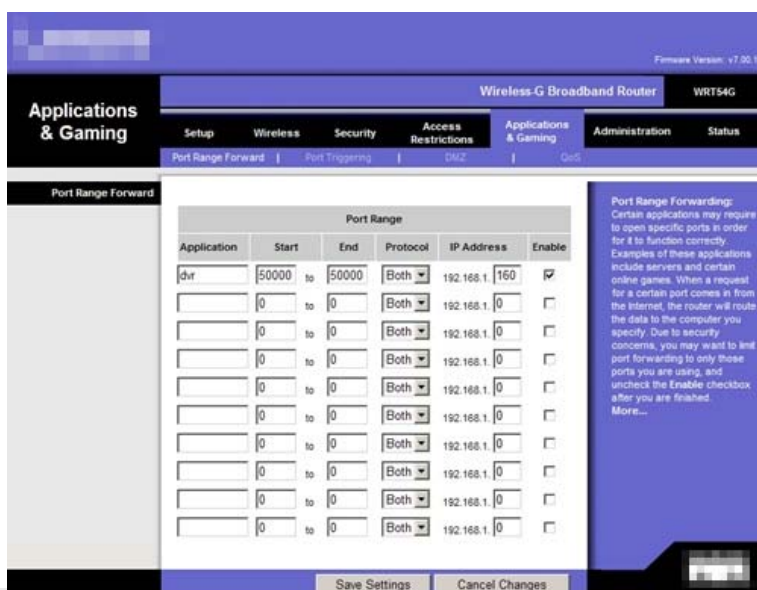 Firmware Version: v7.00.
Wireless-G Broadband Router WRT54G
Applications & Gaming
Setup Wireless Security Access Restrictions Applications & Gaming Administration Status
Port Range Forward | Port Triggering | DMZ | QoS
Port Range Forward
Port Range
Application Start End Protocol IP Address Enable
dvr 50000 to 50000 Both 192.168.1. 160
0 to 0 Both 192.168.1. 0
0 to 0 Both 192.168.1. 0
0 to 0 Both 192.168.1. 0
0 to 0 Both 192.168.1. 0
0 to 0 Both 192.168.1. 0
0 to 0 Both 192.168.1. 0
0 to 0 Both 192.168.1. 0
0 to 0 Both 192.168.1. 0
0 to 0 Both 192.168.1. 0
Save Settings Cancel Changes
Port Range Forwarding:
Certain applications may require
to open specific ports in order
for it to function correctly.
Examples of these applications
include servers and certain
online games. When a request
for a certain port comes in from
the Internet, the router will route
the data to the computer you
specify. Due to security
concerns, you may want to limit
port forwarding to only those
ports you are using, and
uncheck the Enable checkbox
after you are finished.
More...